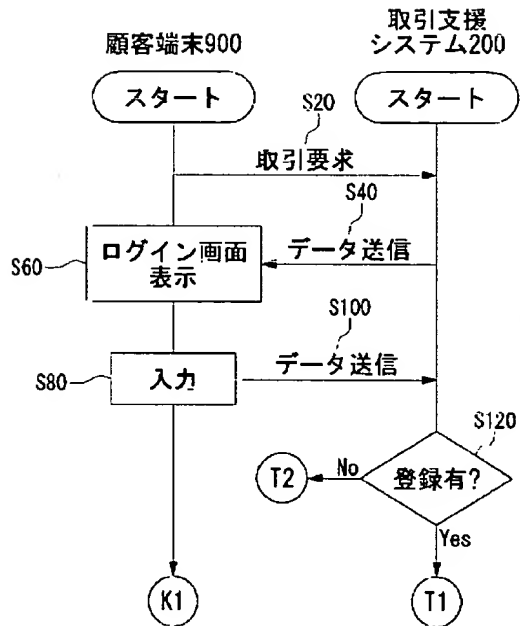 顧客端末900
取引支援
システム200
スタート
スタート
S20
取引要求
S40
データ送信
S60
ログイン画面
表示
S100
データ送信
S80
入力
S120
登録有?
No
T2
Yes
K1
T1